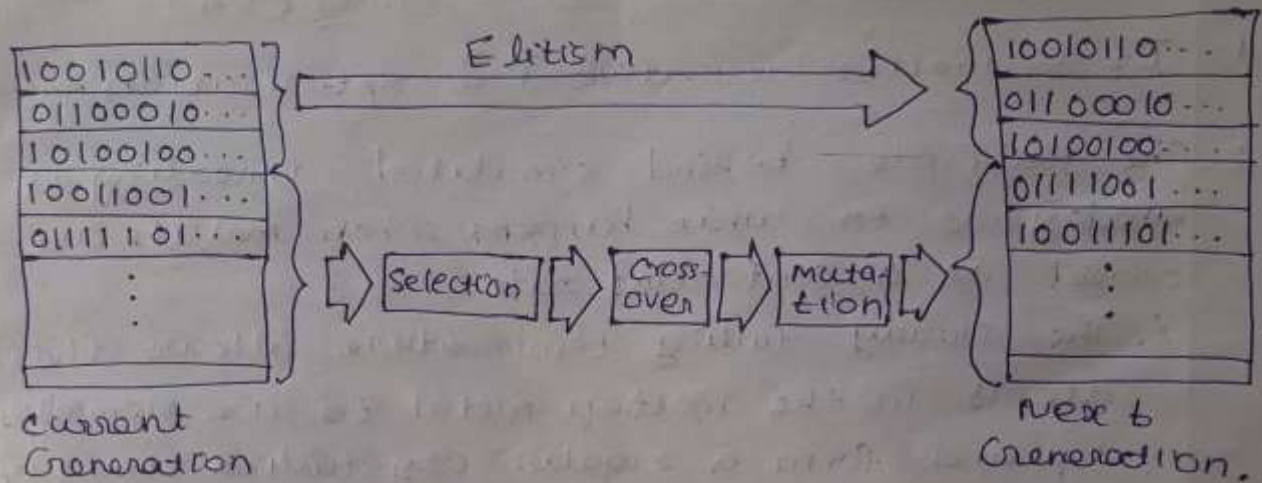 Elitism
10010110...
01100010...
10100100...
10011001...
01111101...
Selection
Cross-
over
Muta-
tion
10010110...
01100010...
10100100...
01111001...
10011101...
current
Generation
Next
Generation.